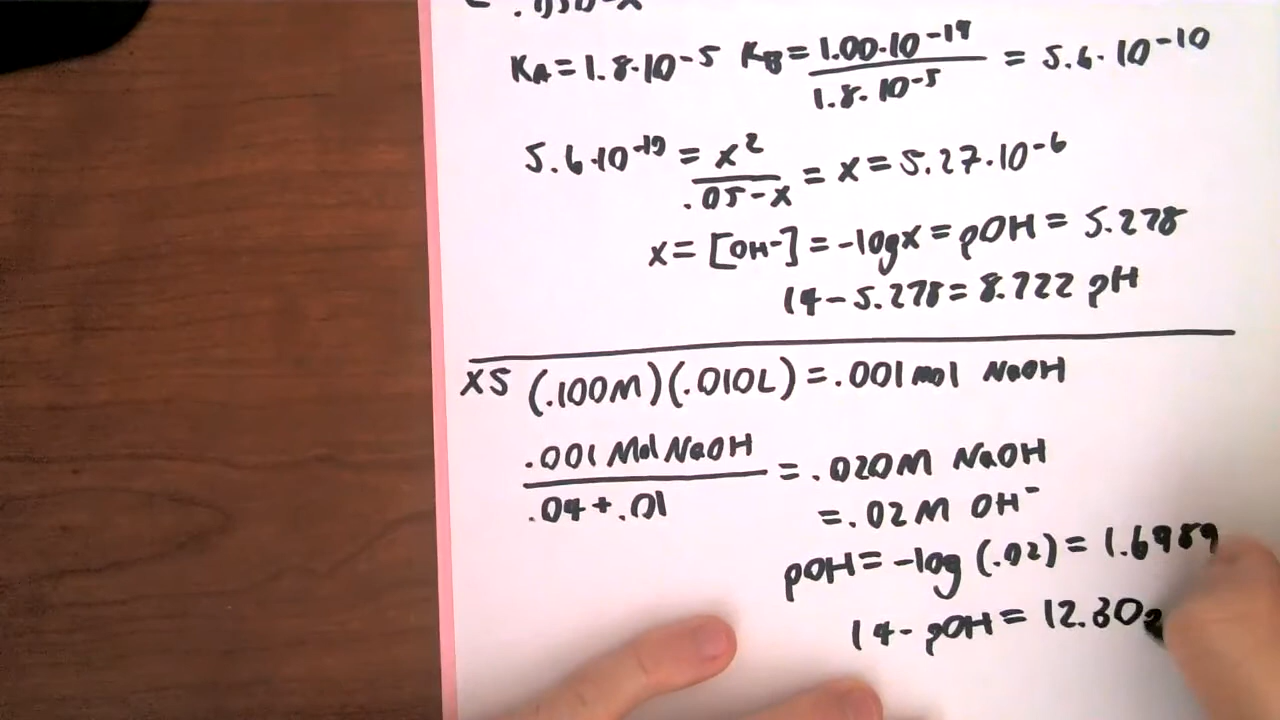 .050-x
KA=1.8·10-5 KB= 1.00·10-14 / 1.8·10-5 = 5.6·10-10
5.6·10-10 = x2 / .05-x = x = 5.27·10-6
x = [OH-] = -logx = pOH = 5.278
14-5.278 = 8.722 pH
XS (.100M)(.010L) = .001 mol NaOH
.001 Mol NaOH / .04+.01 = .020M NaOH
= .02M OH-
pOH = -log (.02) = 1.6989
14-pOH = 12.30